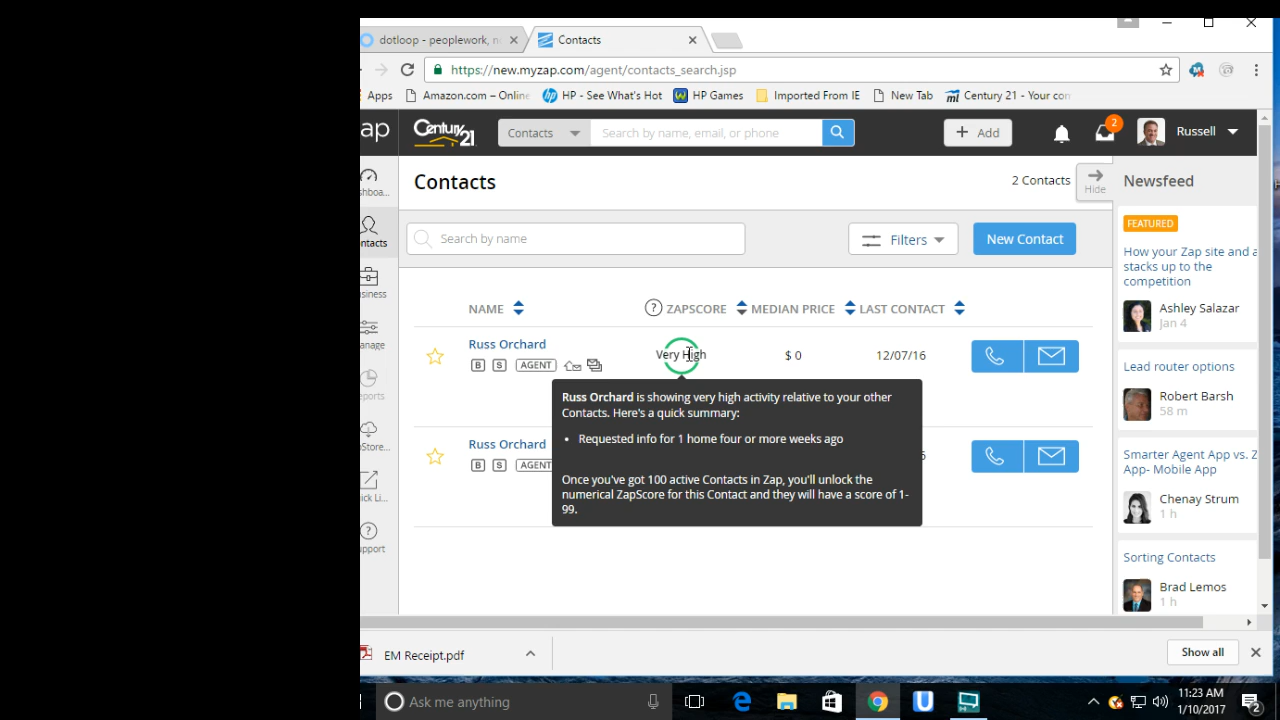 dotloop - peoplework, n
Contacts
https://new.myzap.com/agent/contacts_search.jsp
Apps
Amazon.com – Online
HP - See What's Hot
HP Games
Imported From IE
New Tab
Century 21 - Your con
ap
Century 21
Contacts
Search by name, email, or phone
+ Add
2
Russell
Contacts
2 Contacts
Hide
Newsfeed
shboa...
ntacts
siness
nage
ports
Store...
ick Li...
pport
Search by name
Filters
New Contact
FEATURED
How your Zap site and a
stacks up to the
competition
Ashley Salazar
Jan 4
NAME
? ZAPSCORE
MEDIAN PRICE
LAST CONTACT
Russ Orchard
B S AGENT
Very High
$ 0
12/07/16
Lead router options
Robert Barsh
58 m
Russ Orchard is showing very high activity relative to your other
Contacts. Here's a quick summary:
• Requested info for 1 home four or more weeks ago
Once you've got 100 active Contacts in Zap, you'll unlock the
numerical ZapScore for this Contact and they will have a score of 1-
99.
Russ Orchard
B S AGENT
6
Smarter Agent App vs. Z
App- Mobile App
Chenay Strum
1 h
Sorting Contacts
Brad Lemos
1 h
EM Receipt.pdf
Show all
Ask me anything
11:23 AM
1/10/2017
2